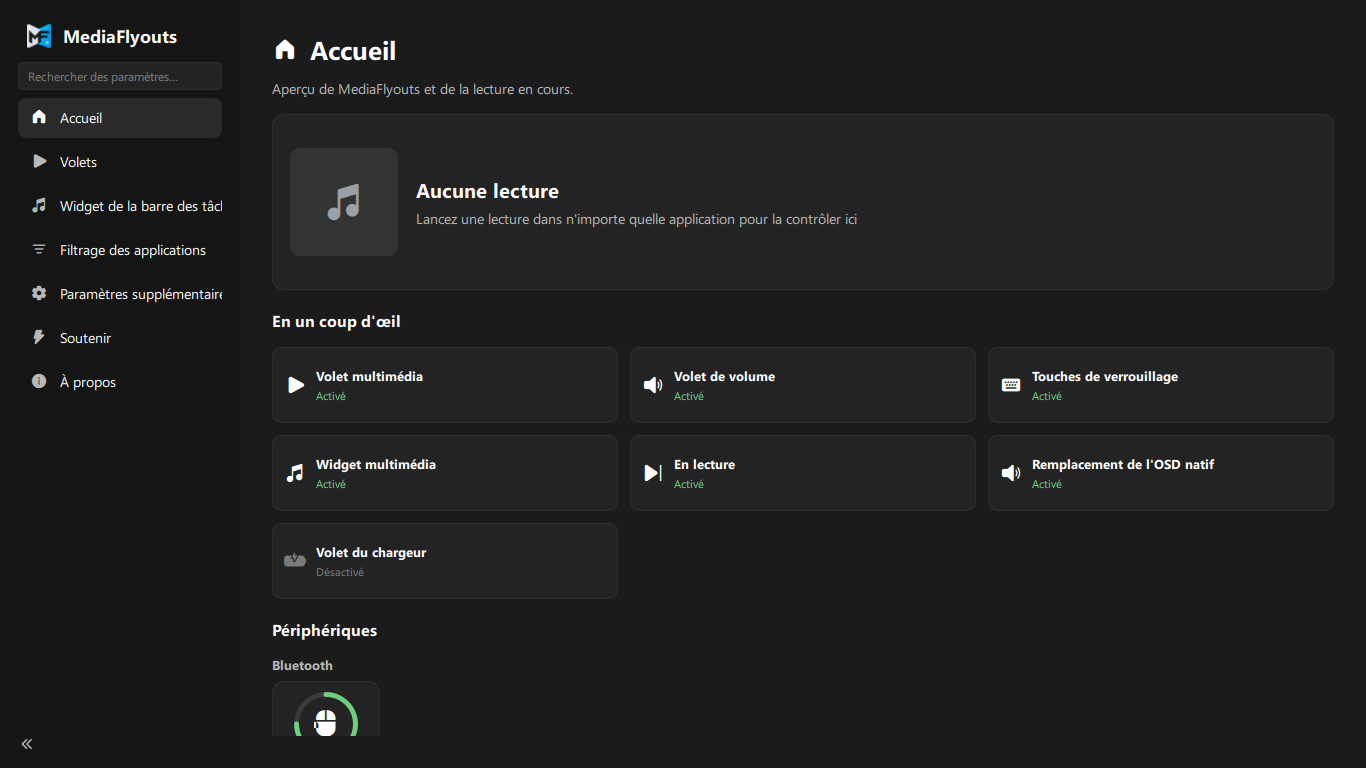 MediaFlyouts
Rechercher des paramètres...
Accueil
Volets
Widget de la barre des tâcl
Filtrage des applications
Paramètres supplémentaire
Soutenir
À propos
Accueil
Aperçu de MediaFlyouts et de la lecture en cours.
Aucune lecture
Lancez une lecture dans n'importe quelle application pour la contrôler ici
En un coup d'œil
Volet multimédia
Activé
Volet de volume
Activé
Touches de verrouillage
Activé
Widget multimédia
Activé
En lecture
Activé
Remplacement de l'OSD natif
Activé
Volet du chargeur
Désactivé
Périphériques
Bluetooth